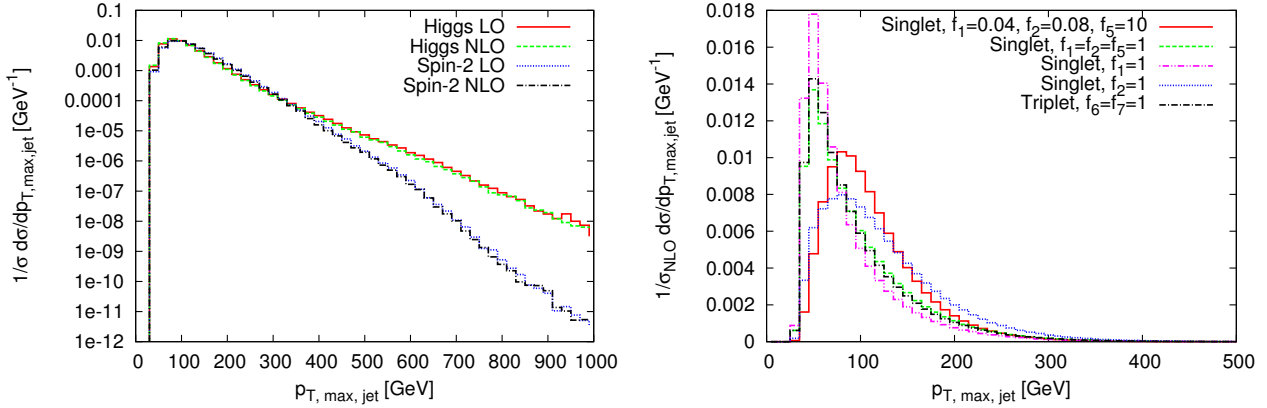 Higgs LO
Higgs NLO
Spin-2 LO
Spin-2 NLO
0.01
0.001
0.0001
1e-05
1e-06
1e-07
1e-08
1e-09
1e-10
1e-11
1e-12
1/σ dσ/dp_T,max,jet [GeV⁻¹]
0 100 200 300 400 500 600 700 800 900 1000
p_T, max, jet [GeV]
Singlet, f₁=0.04, f₂=0.08, f₅=10
Singlet, f₁=f₂=f₅=1
Singlet, f₁=1
Singlet, f₂=1
Triplet, f₆=f₇=1
0.018
0.016
0.014
0.012
0.01
0.008
0.006
0.004
0.002
0
1/σ_NLO dσ/dp_T,max,jet [GeV⁻¹]
0 100 200 300 400 500
p_T, max, jet [GeV]